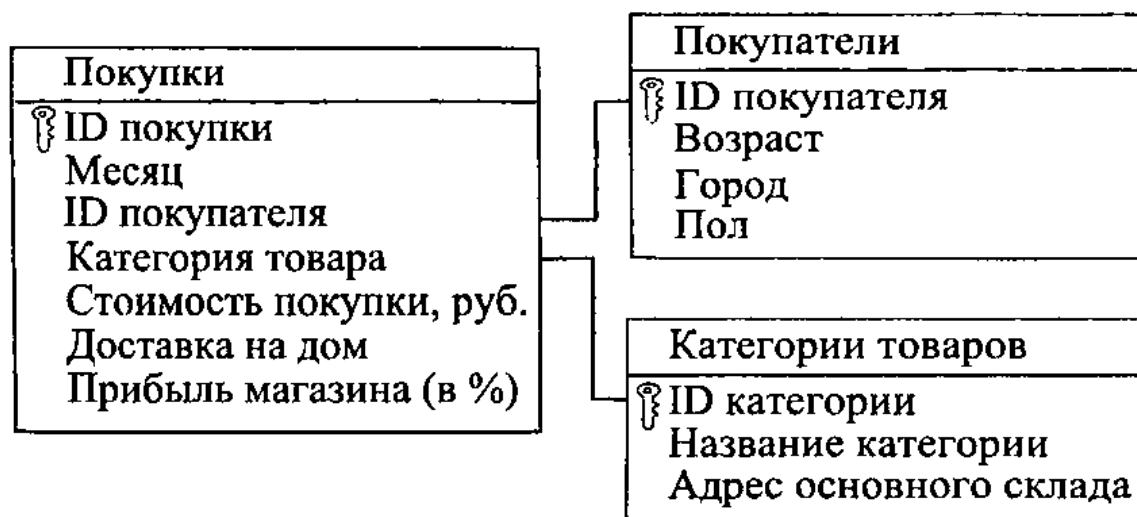 Покупки
ID покупки
Месяц
ID покупателя
Категория товара
Стоимость покупки, руб.
Доставка на дом
Прибыль магазина (в %)
Покупатели
ID покупателя
Возраст
Город
Пол
Категории товаров
ID категории
Название категории
Адрес основного склада